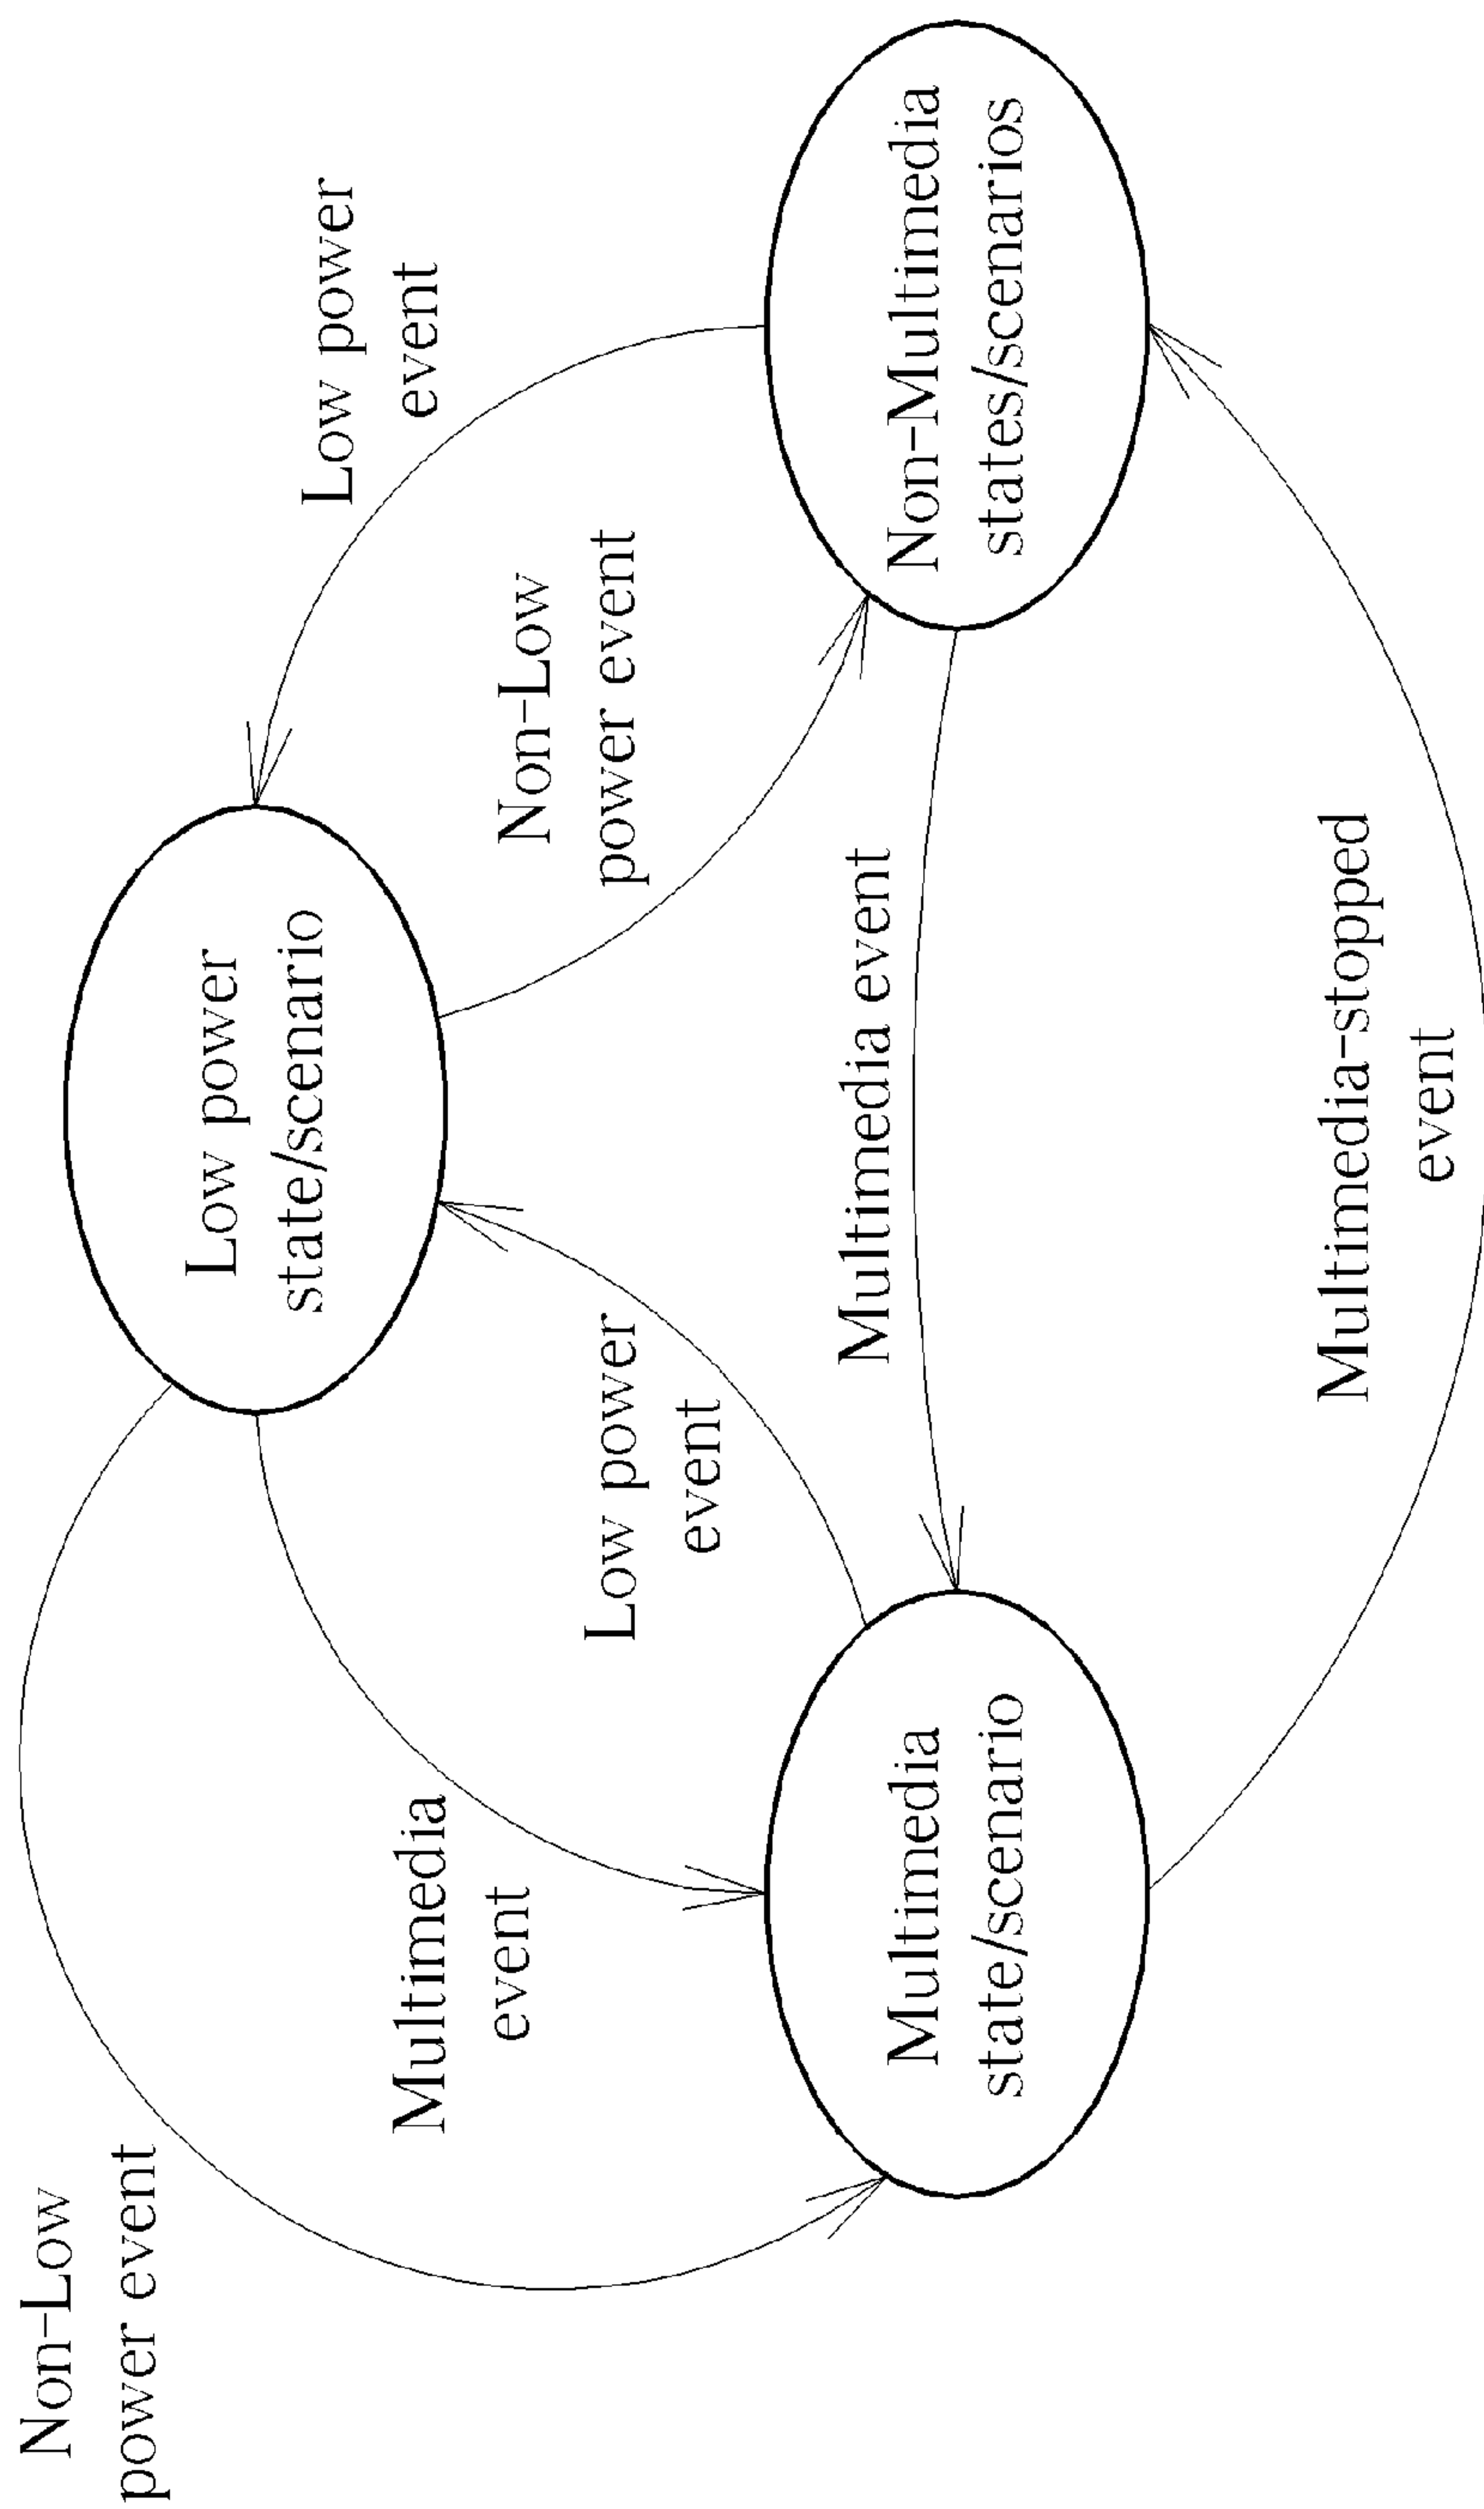 Non-Low
power event
Low power
state/scenario
Low power
event
Multimedia
event
Non-Low
power event
Low power
event
Multimedia event
Multimedia
state/scenario
Non-Multimedia
states/scenarios
Multimedia-stopped
event